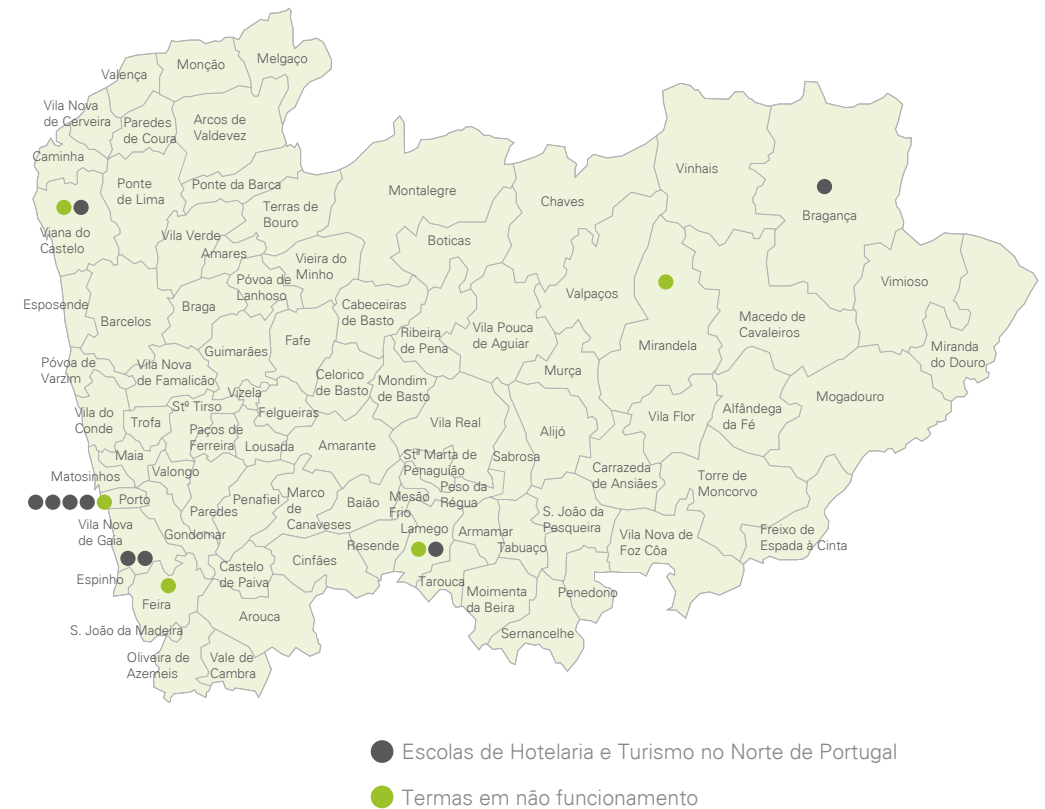 Melgaço
Monção
Valença
Vila Nova
de Cerveira
Paredes
de Coura
Arcos de
Valdevez
Caminha
Ponte
de Lima
Ponte da Barca
Montalegre
Chaves
Vinhais
Bragança
Terras de
Bouro
Viana do
Castelo
Vila Verde
Amares
Boticas
Vieira do
Minho
Póvoa de
Lanhoso
Valpaços
Vimioso
Esposende
Barcelos
Braga
Cabeceiras
de Basto
Ribeira
de Pena
Vila Pouca
de Aguiar
Macedo de
Cavaleiros
Mirandela
Miranda
do Douro
Guimarães
Fafe
Póvoa de
Varzim
Vila Nova
de Famalicão
Celorico
de Basto
Mondim
de Basto
Murça
Mogadouro
Vizela
Stº Tirso
Felgueiras
Vila do
Conde
Trofa
Paços de
Ferreira
Lousada
Amarante
Vila Real
Alijó
Vila Flor
Alfândega
da Fé
Maia
Stª Marta de
Penaguião
Sabrosa
Matosinhos
Valongo
Carrazeda
de Ansiães
Torre de
Moncorvo
Porto
Paredes
Penafiel
Marco
de
Canaveses
Baião
Mesão
Frio
Peso da
Régua
Vila Nova
de Gaia
Gondomar
Lamego
Armamar
S. João da
Pesqueira
Vila Nova de
Foz Côa
Freixo de
Espada à Cinta
Resende
Tabuaço
Cinfães
Espinho
Castelo
de Paiva
Tarouca
Moimenta
da Beira
Penedono
Feira
Arouca
Sernancelhe
S. João da Madeira
Oliveira de
Azemeis
Vale de
Cambra
Escolas de Hotelaria e Turismo no Norte de Portugal
Termas em não funcionamento